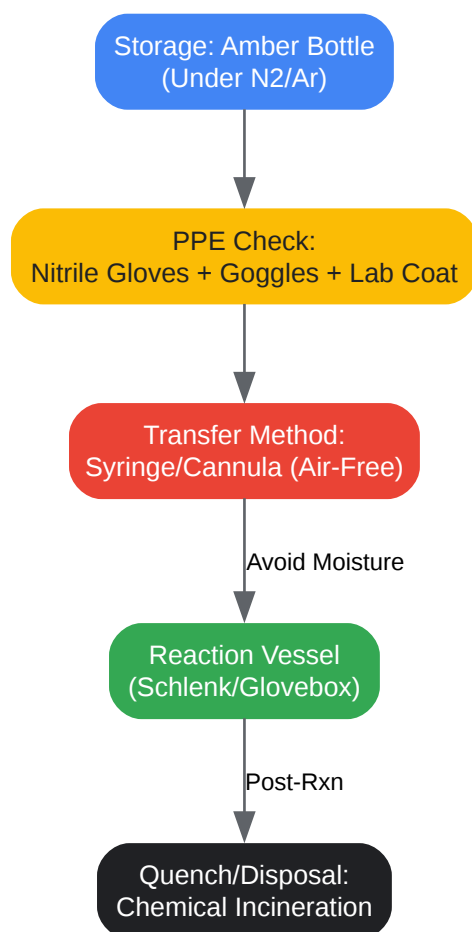 Storage: Amber Bottle
(Under N2/Ar)
PPE Check:
Nitrile Gloves + Goggles + Lab Coat
Transfer Method:
Syringe/Cannula (Air-Free)
Avoid Moisture
Reaction Vessel
(Schlenk/Glovebox)
Post-Rxn
Quench/Disposal:
Chemical Incineration